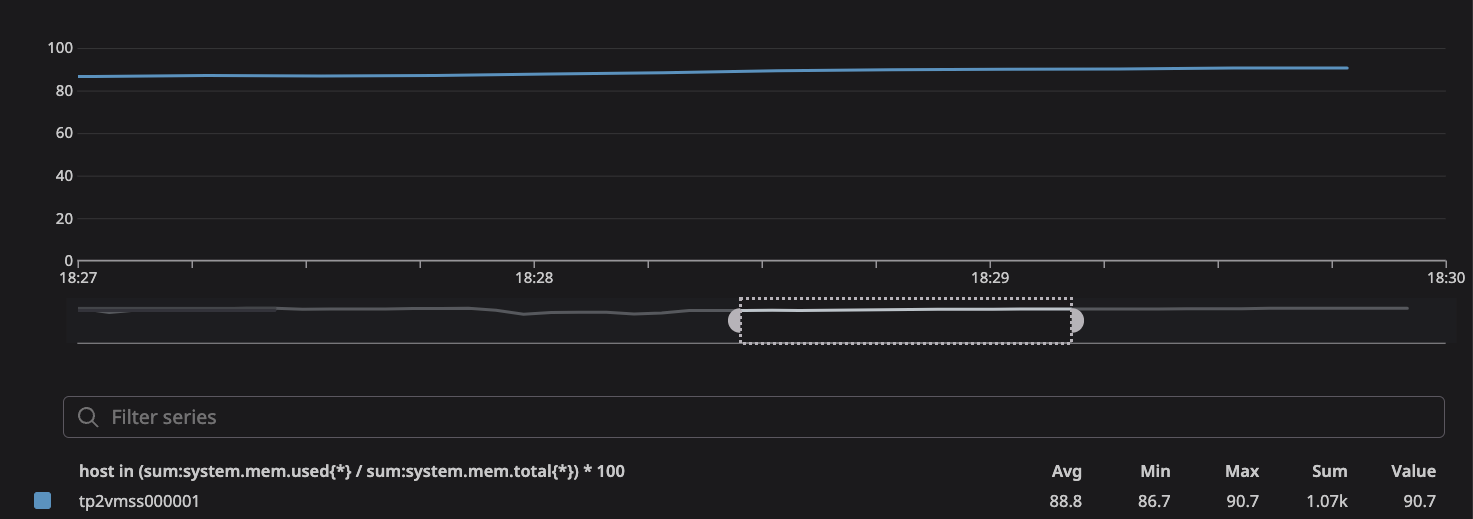 100
80
60
40
20
0
18:27 18:28 18:29 18:30
Filter series
host in (sum:system.mem.used{*} / sum:system.mem.total{*}) * 100 Avg Min Max Sum Value
tp2vmss000001 88.8 86.7 90.7 1.07k 90.7